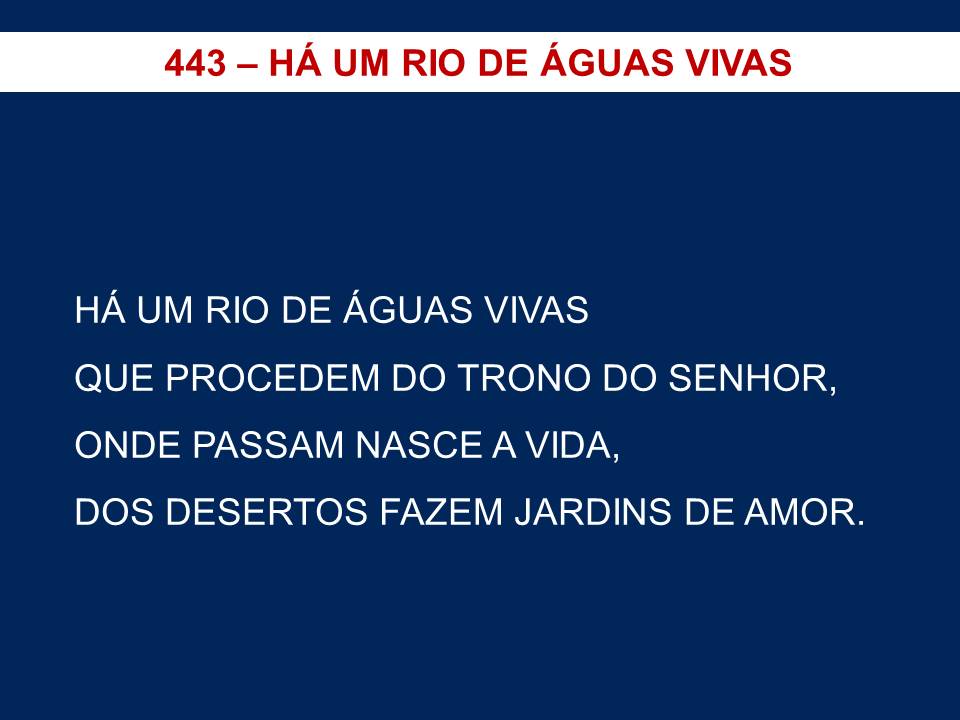 443 – HÁ UM RIO DE ÁGUAS VIVAS
HÁ UM RIO DE ÁGUAS VIVAS
QUE PROCEDEM DO TRONO DO SENHOR,
ONDE PASSAM NASCE A VIDA,
DOS DESERTOS FAZEM JARDINS DE AMOR.